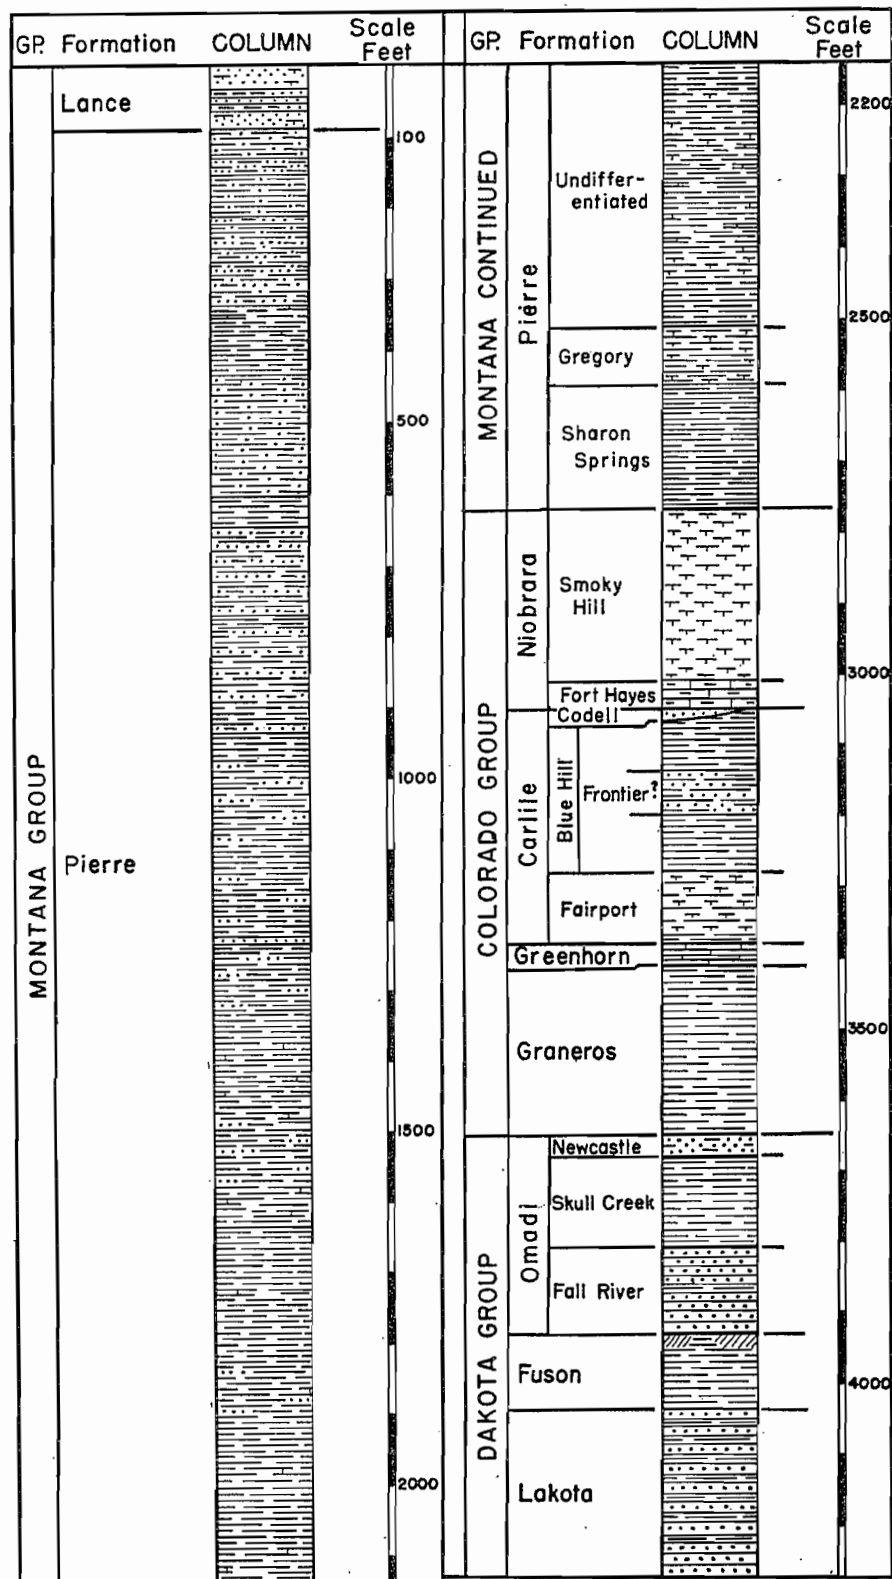 GP. Formation COLUMN Scale Feet
Lance
100
500
MONTANA GROUP
Pierre
1000
1500
2000
GP. Formation COLUMN Scale Feet
2200
MONTANA CONTINUED
Pierre
Undiffer-
entiated
2500
Gregory
Sharon
Springs
COLORADO GROUP
Niobrara
Smoky
Hill
3000
Fort Hayes
Codell
Carlile
Blue Hill
Frontier?
Fairport
Greenhorn
3500
Graneros
DAKOTA GROUP
Omadi
Newcastle
Skull Creek
Fall River
Fuson
4000
Lakota